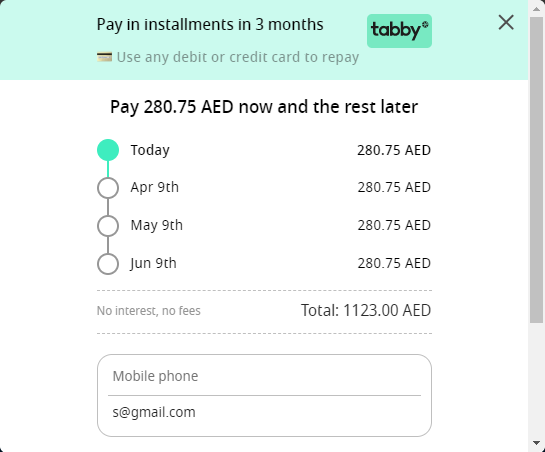 Pay in installments in 3 months
tabby
💳 Use any debit or credit card to repay
Pay 280.75 AED now and the rest later
Today 280.75 AED
Apr 9th 280.75 AED
May 9th 280.75 AED
Jun 9th 280.75 AED
No interest, no fees Total: 1123.00 AED
Mobile phone
s@gmail.com